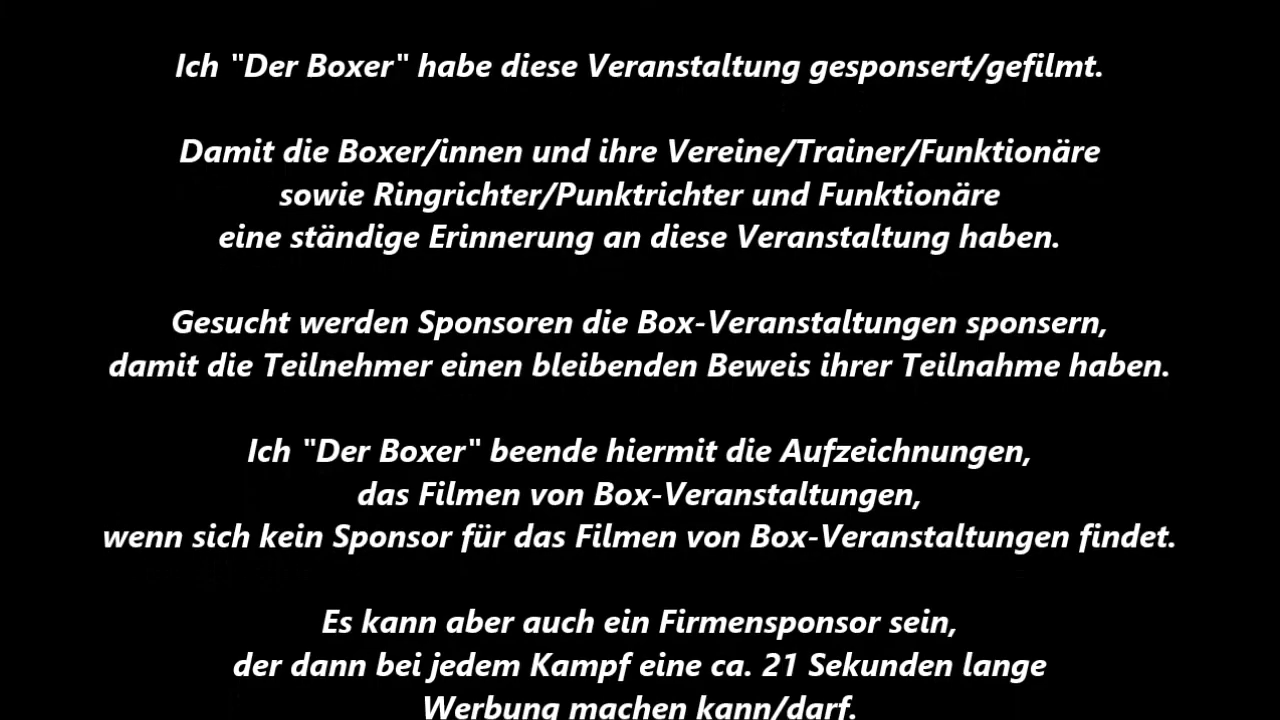 Ich "Der Boxer" habe diese Veranstaltung gesponsert/gefilmt.
Damit die Boxer/innen und ihre Vereine/Trainer/Funktionäre
sowie Ringrichter/Punktrichter und Funktionäre
eine ständige Erinnerung an diese Veranstaltung haben.
Gesucht werden Sponsoren die Box-Veranstaltungen sponsern,
damit die Teilnehmer einen bleibenden Beweis ihrer Teilnahme haben.
Ich "Der Boxer" beende hiermit die Aufzeichnungen,
das Filmen von Box-Veranstaltungen,
wenn sich kein Sponsor für das Filmen von Box-Veranstaltungen findet.
Es kann aber auch ein Firmensponsor sein,
der dann bei jedem Kampf eine ca. 21 Sekunden lange
Werbung machen kann/darf.